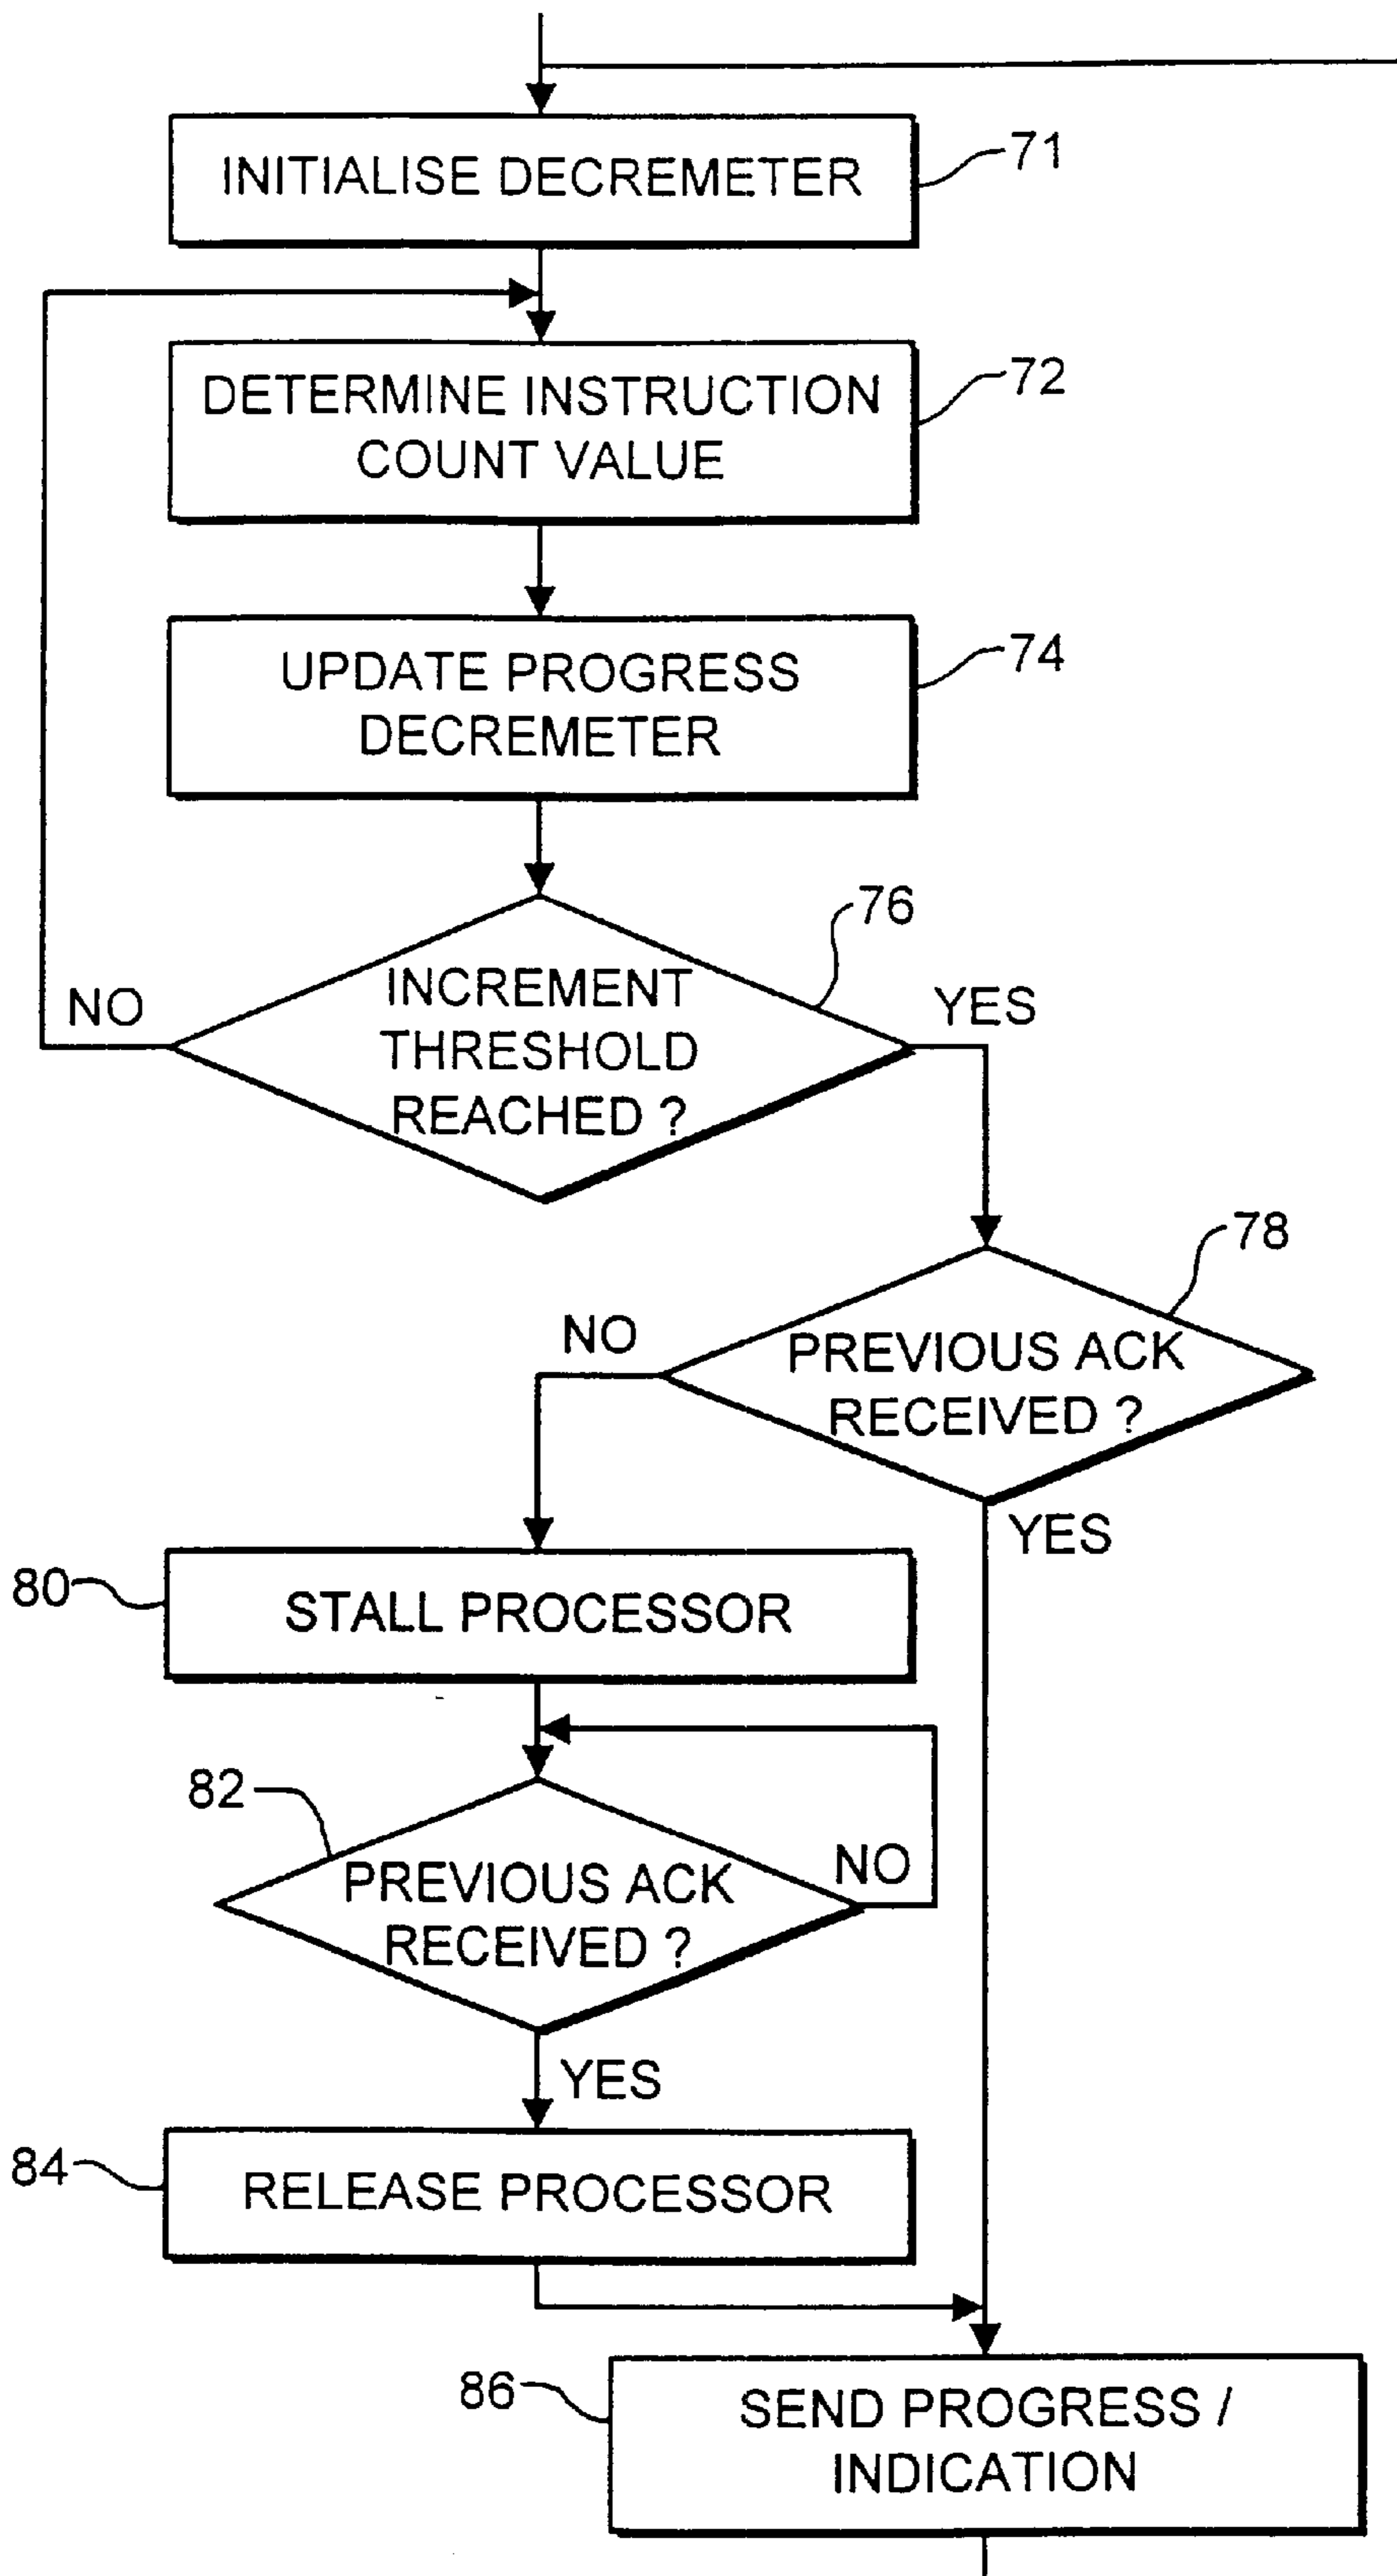 INITIALISE DECREMETER
71
DETERMINE INSTRUCTION
COUNT VALUE
72
UPDATE PROGRESS
DECREMETER
74
76
INCREMENT
THRESHOLD
REACHED ?
NO
YES
78
PREVIOUS ACK
RECEIVED ?
NO
YES
80
STALL PROCESSOR
82
PREVIOUS ACK
RECEIVED ?
NO
YES
84
RELEASE PROCESSOR
86
SEND PROGRESS /
INDICATION